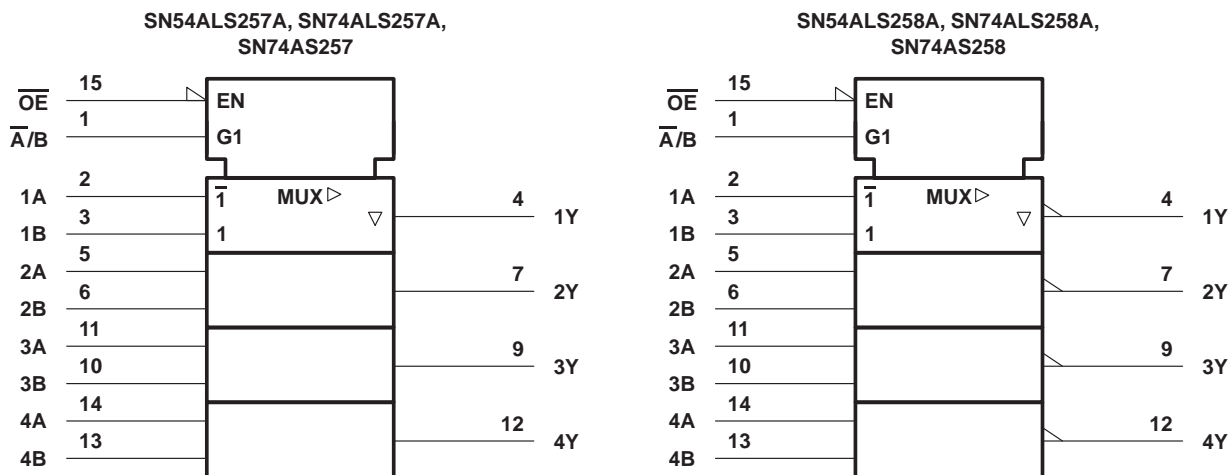 SN54ALS257A, SN74ALS257A,
SN74AS257
OE
15
EN
A/B
1
G1
1A
2
1
MUX
4
1Y
1B
3
1
2A
5
7
2Y
2B
6
3A
11
9
3Y
3B
10
4A
14
12
4Y
4B
13
SN54ALS258A, SN74ALS258A,
SN74AS258
OE
15
EN
A/B
1
G1
1A
2
1
MUX
4
1Y
1B
3
1
2A
5
7
2Y
2B
6
3A
11
9
3Y
3B
10
4A
14
12
4Y
4B
13